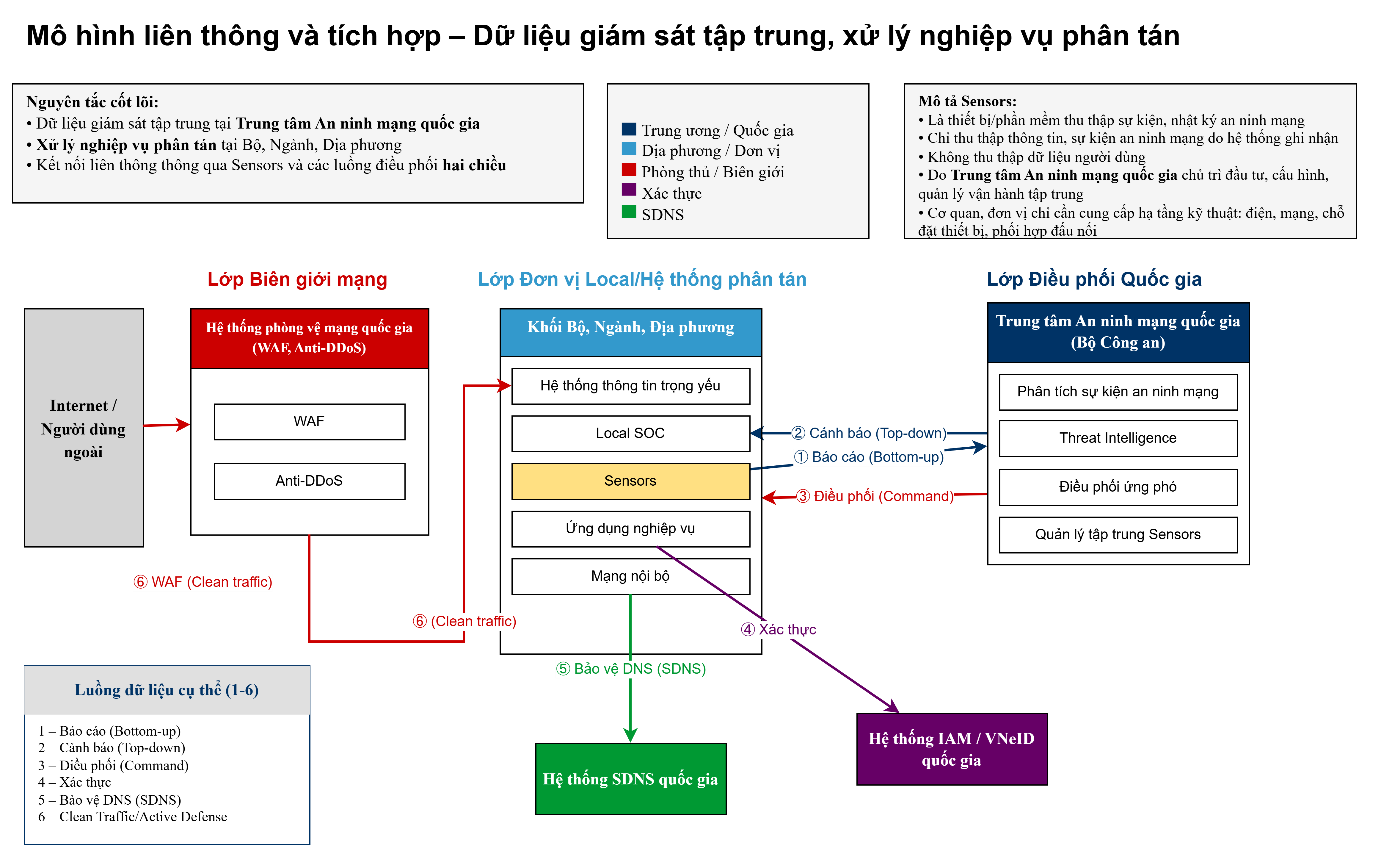 Mô hình liên thông và tích hợp – Dữ liệu giám sát tập trung, xử lý nghiệp vụ phân tán
Nguyên tắc cốt lõi:
• Dữ liệu giám sát tập trung tại Trung tâm An ninh mạng quốc gia
• Xử lý nghiệp vụ phân tán tại Bộ, Ngành, Địa phương
• Kết nối liên thông thông qua Sensors và các luồng điều phối hai chiều
Trung ương / Quốc gia
Địa phương / Đơn vị
Phòng thủ / Biên giới
Xác thực
SDNS
Mô tả Sensors:
• Là thiết bị/phần mềm thu thập sự kiện, nhật ký an ninh mạng
• Chỉ thu thập thông tin, sự kiện an ninh mạng do hệ thống ghi nhận
• Không thu thập dữ liệu người dùng
• Do Trung tâm An ninh mạng quốc gia chủ trì đầu tư, cấu hình,
quản lý vận hành tập trung
• Cơ quan, đơn vị chỉ cần cung cấp hạ tầng kỹ thuật: điện, mạng, chỗ
đặt thiết bị, phối hợp đấu nối
Lớp Biên giới mạng
Lớp Đơn vị Local/Hệ thống phân tán
Lớp Điều phối Quốc gia
Internet /
Người dùng
ngoài
Hệ thống phòng vệ mạng quốc gia
(WAF, Anti-DDoS)
WAF
Anti-DDoS
Khối Bộ, Ngành, Địa phương
Hệ thống thông tin trọng yếu
Local SOC
Sensors
Ứng dụng nghiệp vụ
Mạng nội bộ
Trung tâm An ninh mạng quốc gia
(Bộ Công an)
Phân tích sự kiện an ninh mạng
Threat Intelligence
Điều phối ứng phó
Quản lý tập trung Sensors
② Cảnh báo (Top-down)
① Báo cáo (Bottom-up)
③ Điều phối (Command)
⑥ WAF (Clean traffic)
⑥ (Clean traffic)
④ Xác thực
⑤ Bảo vệ DNS (SDNS)
Luồng dữ liệu cụ thể (1-6)
1 – Báo cáo (Bottom-up)
2 Cảnh báo (Top-down)
3 – Điều phối (Command)
4 – Xác thực
5 – Bảo vệ DNS (SDNS)
6 Clean Traffic/Active Defense
Hệ thống SDNS quốc gia
Hệ thống IAM / VNeID
quốc gia